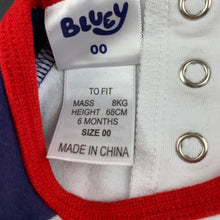 BLUEY
00
TO FIT
MASS 8KG
HEIGHT 68CM
6 MONTHS
SIZE 00
MADE IN CHINA